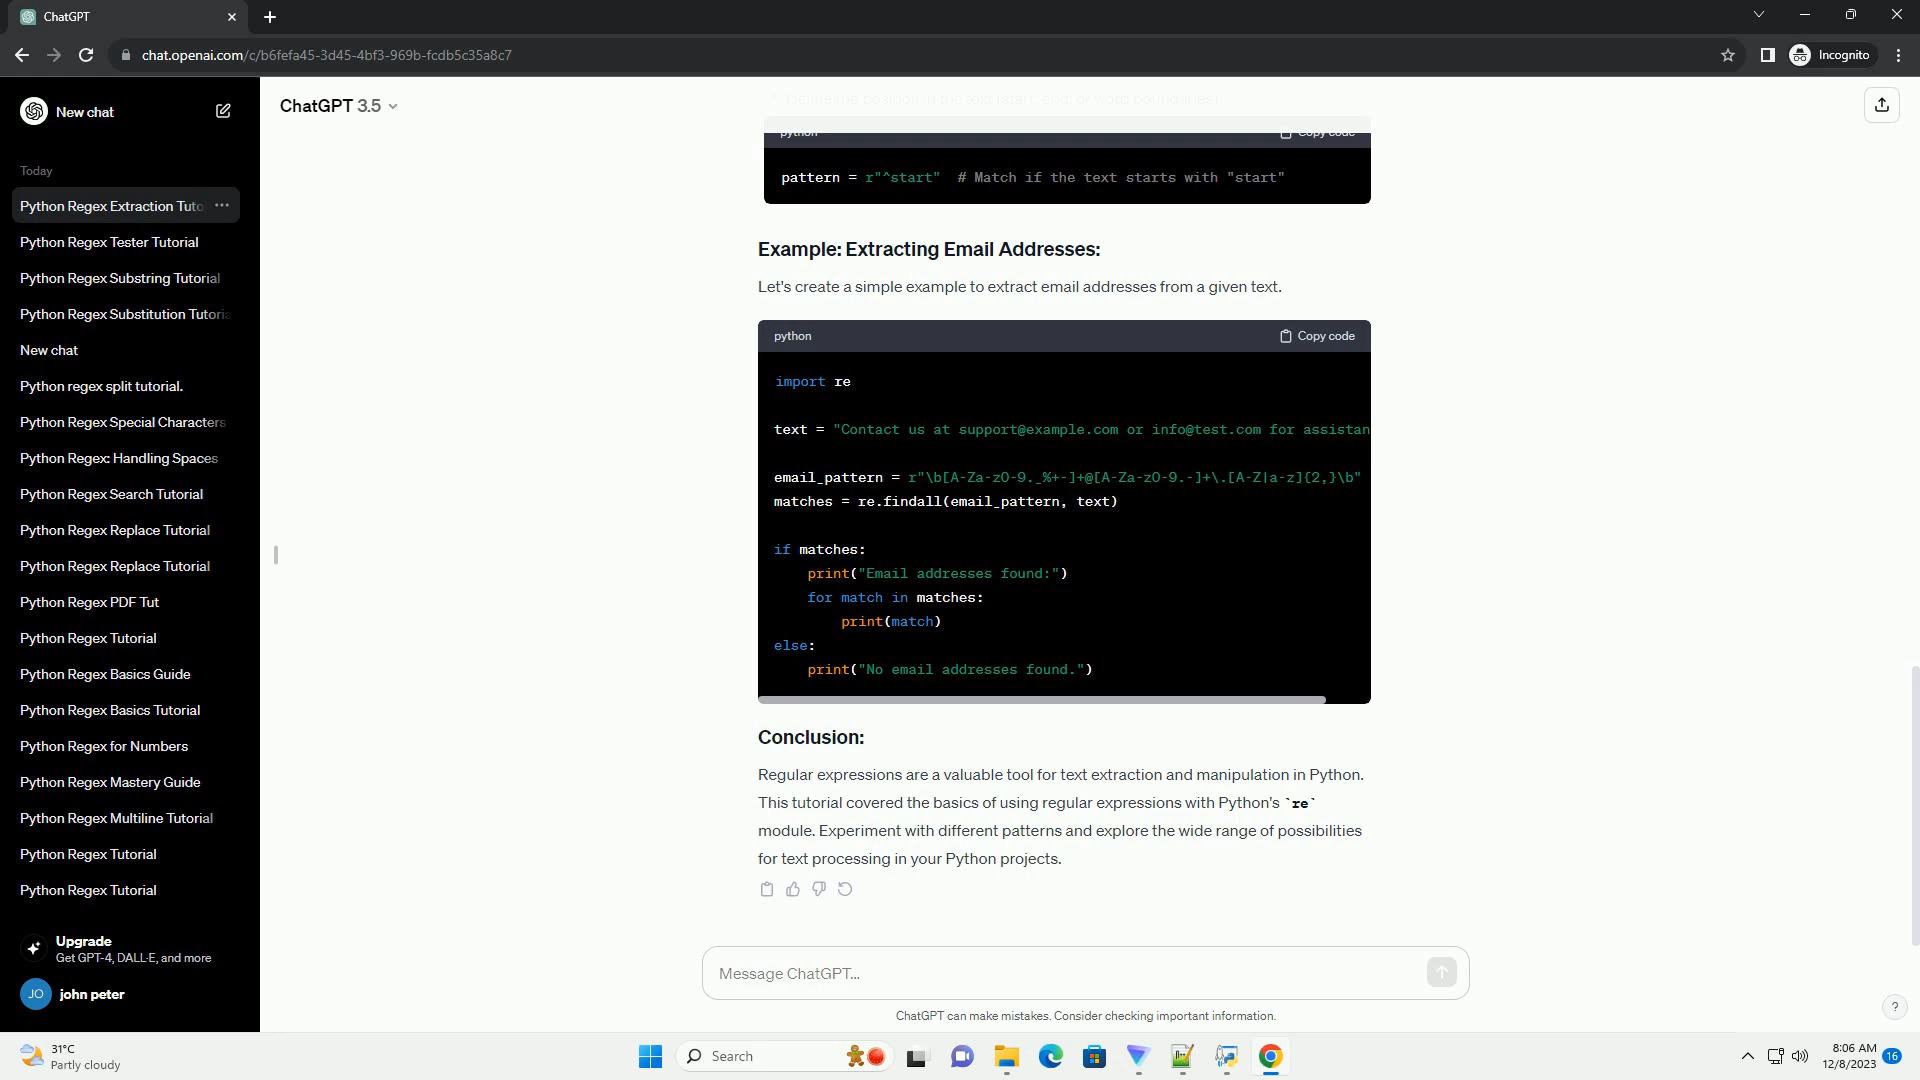 ChatGPT
chat.openai.com/c/b6fefa45-3d45-4bf3-969b-fcdb5c35a8c7
Incognito
New chat
Today
Python Regex Extraction Tuto
Python Regex Tester Tutorial
Python Regex Substring Tutorial
Python Regex Substitution Tutoria
New chat
Python regex split tutorial.
Python Regex Special Characters
Python Regex: Handling Spaces
Python Regex Search Tutorial
Python Regex Replace Tutorial
Python Regex Replace Tutorial
Python Regex PDF Tut
Python Regex Tutorial
Python Regex Basics Guide
Python Regex Basics Tutorial
Python Regex for Numbers
Python Regex Mastery Guide
Python Regex Multiline Tutorial
Python Regex Tutorial
Python Regex Tutorial
Upgrade
Get GPT-4, DALL·E, and more
JO john peter
ChatGPT 3.5
python Copy code
pattern = r"^start"  # Match if the text starts with "start"
Example: Extracting Email Addresses:
Let's create a simple example to extract email addresses from a given text.
python Copy code
import re
text = "Contact us at support@example.com or info@test.com for assistan
email_pattern = r"\b[A-Za-z0-9._%+-]+@[A-Za-z0-9.-]+\.[A-Z|a-z]{2,}\b"
matches = re.findall(email_pattern, text)
if matches:
    print("Email addresses found:")
    for match in matches:
        print(match)
else:
    print("No email addresses found.")
Conclusion:
Regular expressions are a valuable tool for text extraction and manipulation in Python.
This tutorial covered the basics of using regular expressions with Python's `re`
module. Experiment with different patterns and explore the wide range of possibilities
for text processing in your Python projects.
Message ChatGPT...
ChatGPT can make mistakes. Consider checking important information.
?
31°C
Partly cloudy
Search
8:06 AM
12/8/2023
16